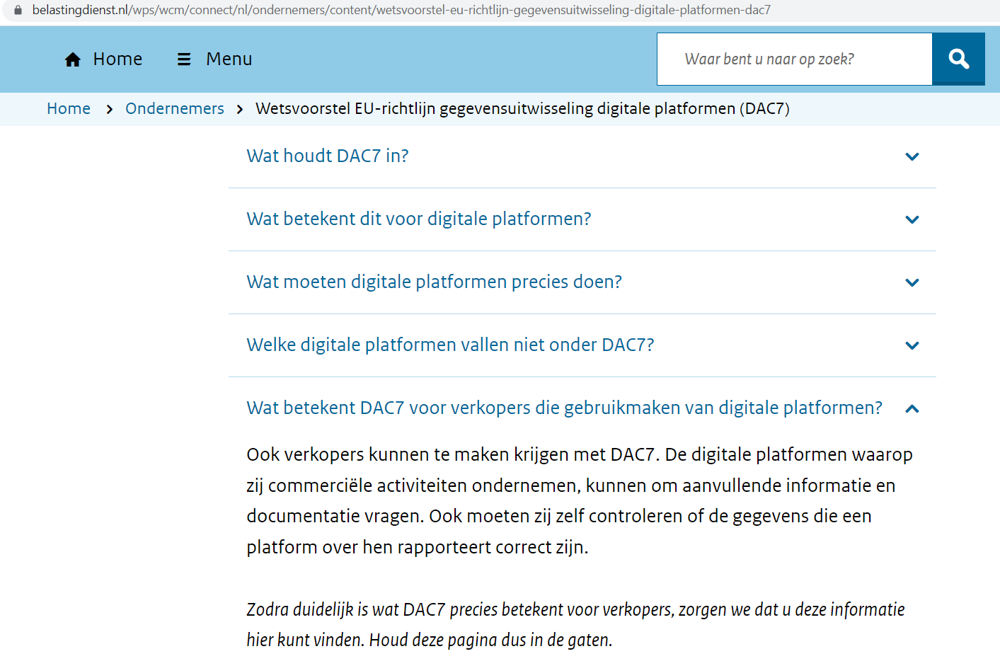 belastingdienst.nl/wps/wcm/connect/nl/ondernemers/content/wetsvoorstel-eu-richtlijn-gegevensuitwisseling-digitale-platformen-dac7
Home Menu Waar bent u naar op zoek?
Home > Ondernemers > Wetsvoorstel EU-richtlijn gegevensuitwisseling digitale platformen (DAC7)
Wat houdt DAC7 in?
Wat betekent dit voor digitale platformen?
Wat moeten digitale platformen precies doen?
Welke digitale platformen vallen niet onder DAC7?
Wat betekent DAC7 voor verkopers die gebruikmaken van digitale platformen?
Ook verkopers kunnen te maken krijgen met DAC7. De digitale platformen waarop
zij commerciële activiteiten ondernemen, kunnen om aanvullende informatie en
documentatie vragen. Ook moeten zij zelf controleren of de gegevens die een
platform over hen rapporteert correct zijn.
Zodra duidelijk is wat DAC7 precies betekent voor verkopers, zorgen we dat u deze informatie
hier kunt vinden. Houd deze pagina dus in de gaten.